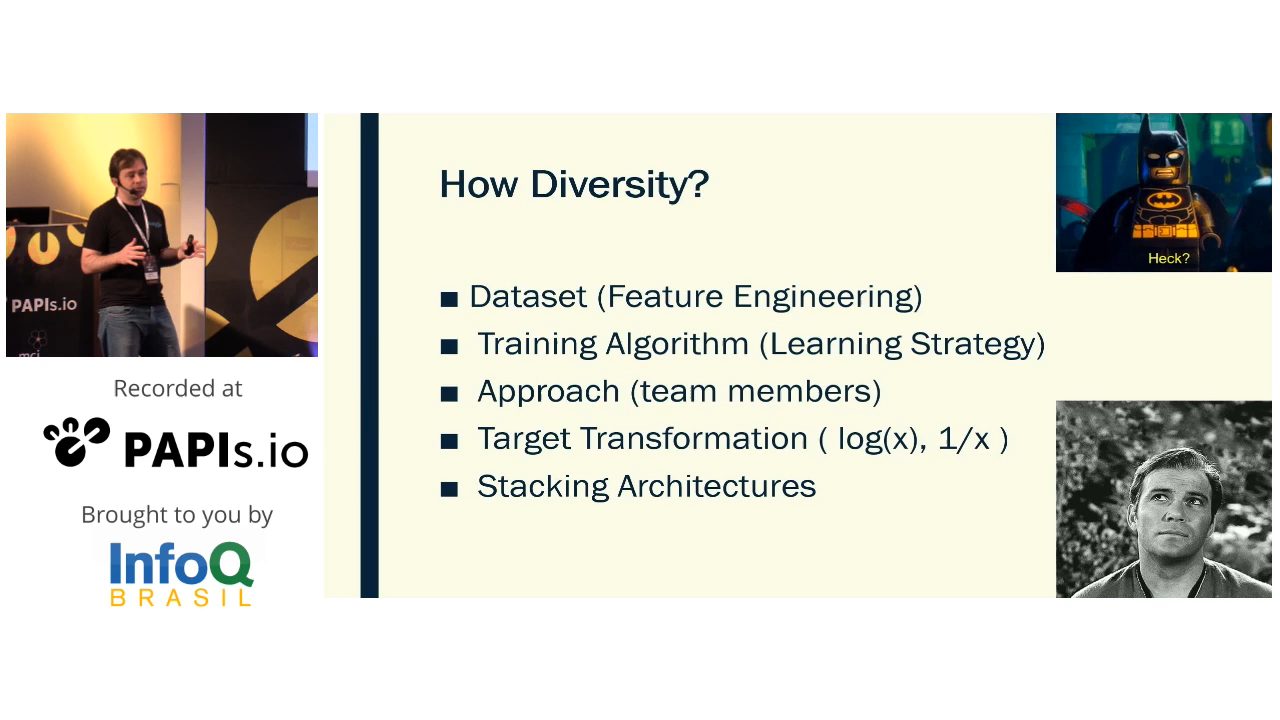 PAPIs.io
mci
Recorded at
PAPIs.io
Brought to you by
InfoQ
BRASIL
How Diversity?
■ Dataset (Feature Engineering)
■ Training Algorithm (Learning Strategy)
■ Approach (team members)
■ Target Transformation ( log(x), 1/x )
■ Stacking Architectures
Heck?